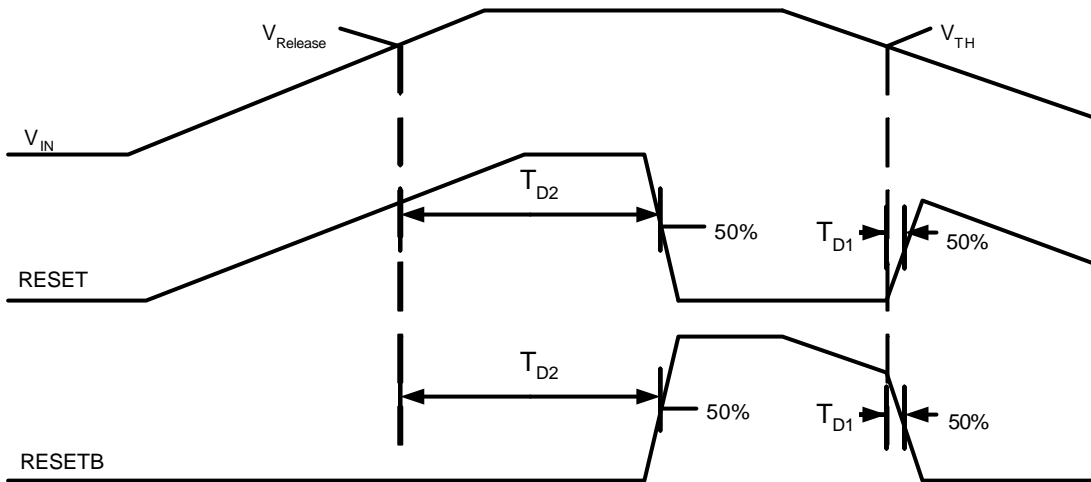 V_Release
V_TH
V_IN
T_D2
50%
T_D1
50%
RESET
T_D2
50%
T_D1
50%
RESETB